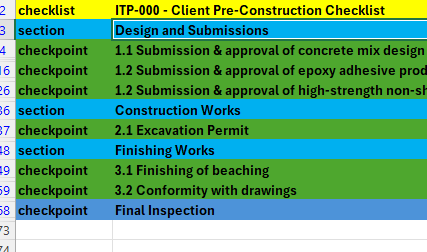 2 checklist ITP-000 - Client Pre-Construction Checklist
3 section Design and Submissions
4 checkpoint 1.1 Submission & approval of concrete mix design
16 checkpoint 1.2 Submission & approval of epoxy adhesive prod
26 checkpoint 1.2 Submission & approval of high-strength non-sh
36 section Construction Works
37 checkpoint 2.1 Excavation Permit
48 section Finishing Works
49 checkpoint 3.1 Finishing of beaching
59 checkpoint 3.2 Conformity with drawings
68 checkpoint Final Inspection
73
74